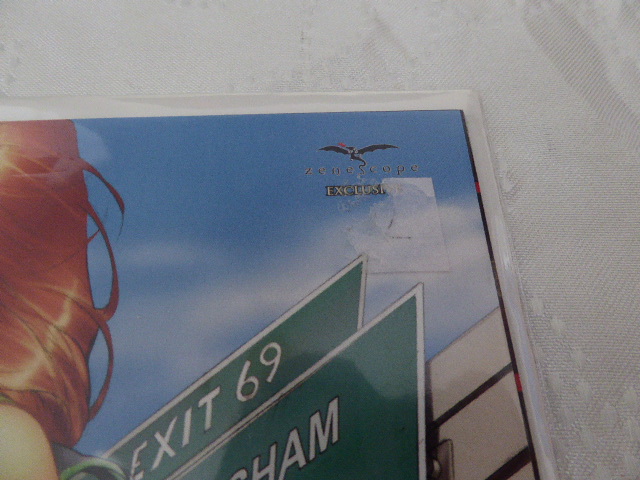 zenescope
EXCLUSI
EXIT 69
SHAM